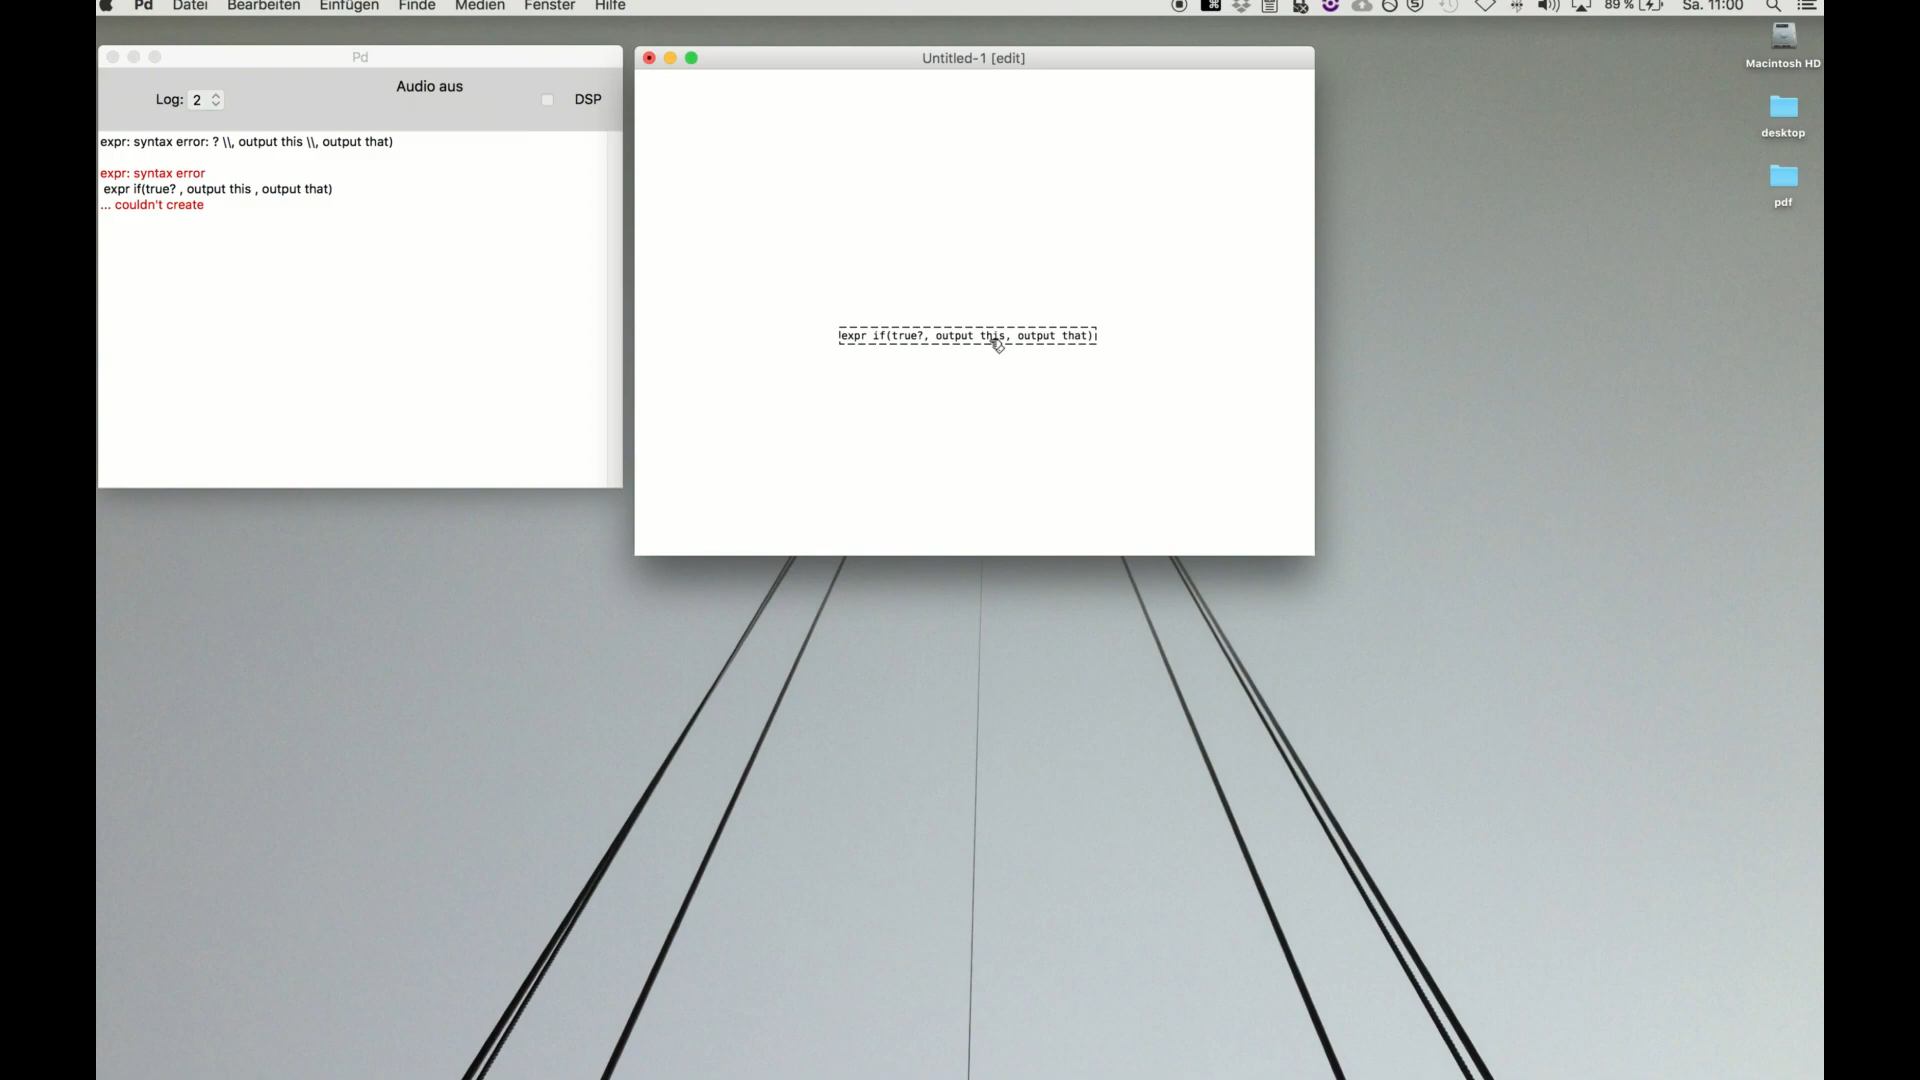 Pd Datei Bearbeiten Einfügen Finde Medien Fenster Hilfe 89 % Sa. 11:00
Macintosh HD
desktop
pdf
Pd
Audio aus
Log: 2
DSP
expr: syntax error: ? \\, output this \\, output that)
expr: syntax error
expr if(true? , output this , output that)
... couldn't create
Untitled-1 [edit]
expr if(true?, output this, output that)